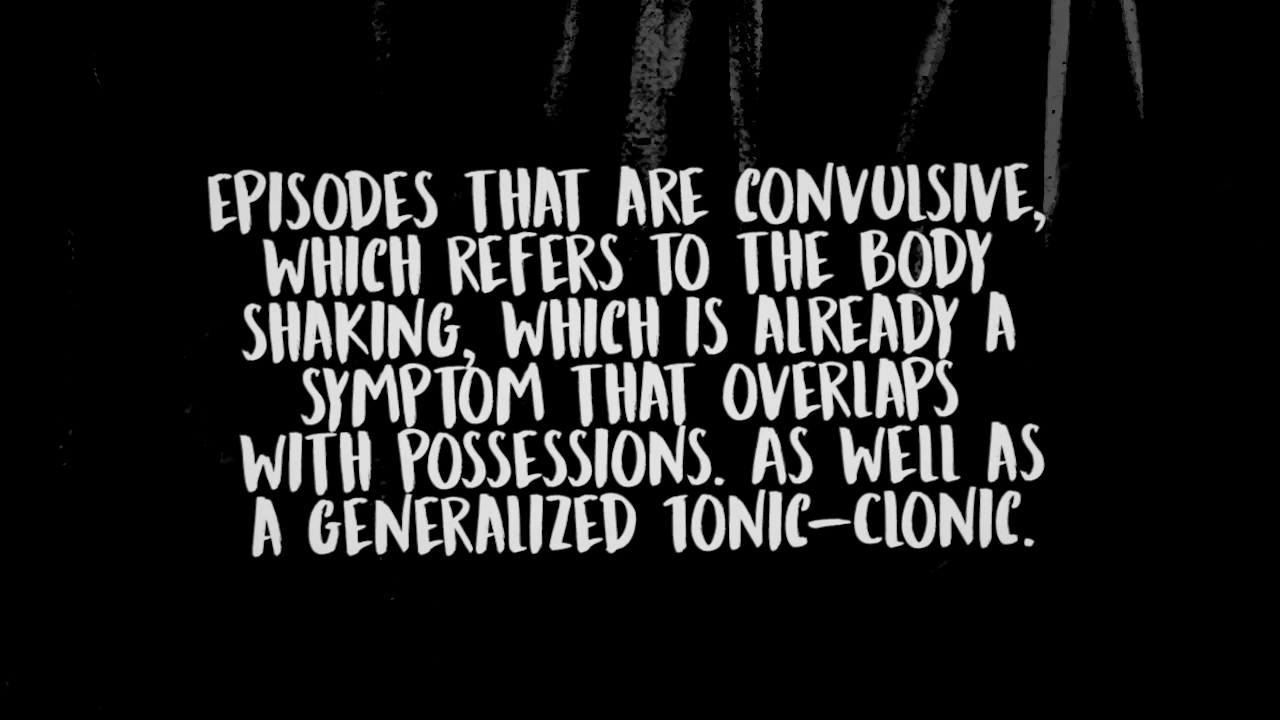 EPISODES THAT ARE CONVULSIVE,
WHICH REFERS TO THE BODY
SHAKING, WHICH IS ALREADY A
SYMPTOM THAT OVERLAPS
WITH POSSESSIONS. AS WELL AS
A GENERALIZED TONIC-CLONIC.